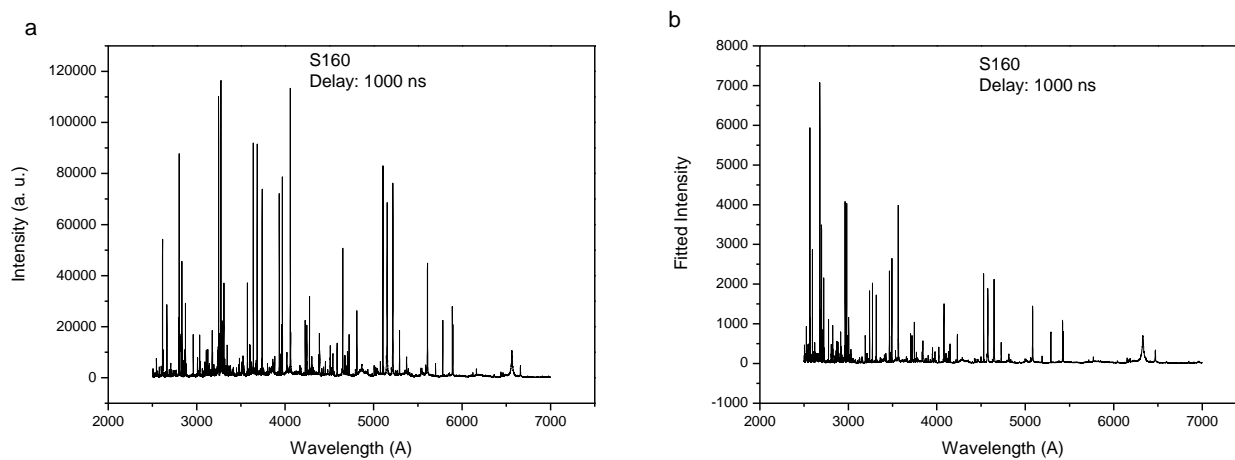 a
S160
Delay: 1000 ns
120000
100000
80000
60000
40000
20000
0
Intensity (a. u.)
2000 3000 4000 5000 6000 7000
Wavelength (A)
b
S160
Delay: 1000 ns
8000
7000
6000
5000
4000
3000
2000
1000
0
-1000
Fitted Intensity
2000 3000 4000 5000 6000 7000
Wavelength (A)